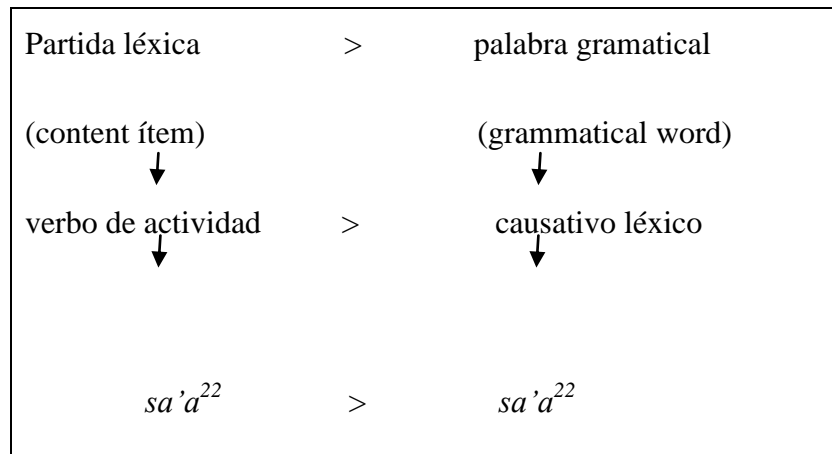 Partida léxica > palabra gramatical
(content ítem) (grammatical word)
verbo de actividad > causativo léxico
sa’a²² > sa’a²²